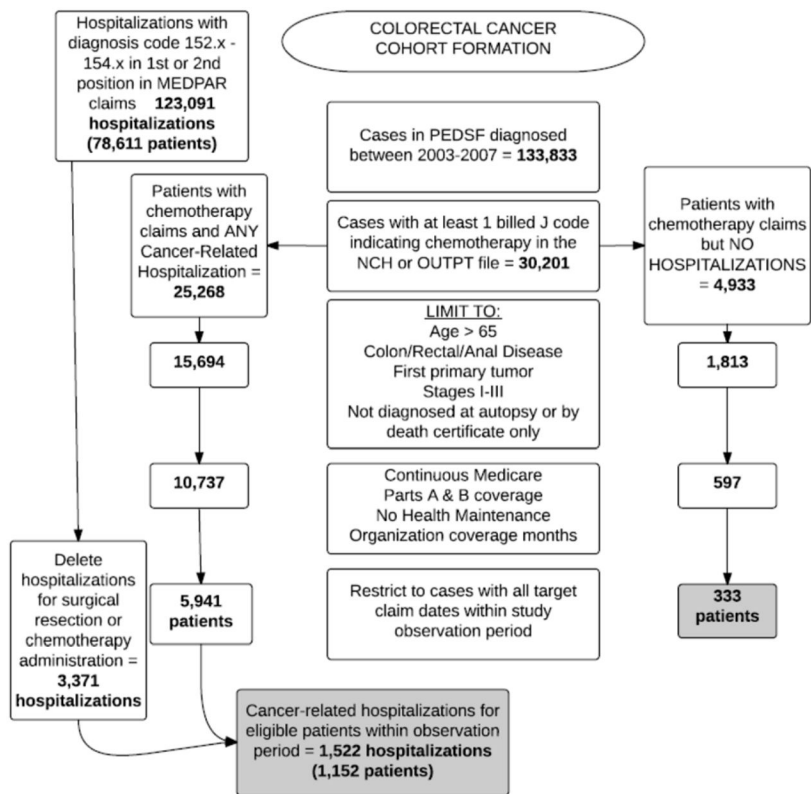 Hospitalizations with
diagnosis code 152.x -
154.x in 1st or 2nd
position in MEDPAR
claims 123,091
hospitalizations
(78,611 patients)
COLORECTAL CANCER
COHORT FORMATION
Cases in PEDSF diagnosed
between 2003-2007 = 133,833
Patients with
chemotherapy
claims and ANY
Cancer-Related
Hospitalization =
25,268
Cases with at least 1 billed J code
indicating chemotherapy in the
NCH or OUTPT file = 30,201
Patients with
chemotherapy claims
but NO
HOSPITALIZATIONS
= 4,933
LIMIT TO:
Age > 65
Colon/Rectal/Anal Disease
First primary tumor
Stages I-III
Not diagnosed at autopsy or by
death certificate only
15,694
1,813
10,737
Continuous Medicare
Parts A & B coverage
No Health Maintenance
Organization coverage months
597
Delete
hospitalizations
for surgical
resection or
chemotherapy
administration =
3,371
hospitalizations
5,941
patients
Restrict to cases with all target
claim dates within study
observation period
333
patients
Cancer-related hospitalizations for
eligible patients within observation
period = 1,522 hospitalizations
(1,152 patients)